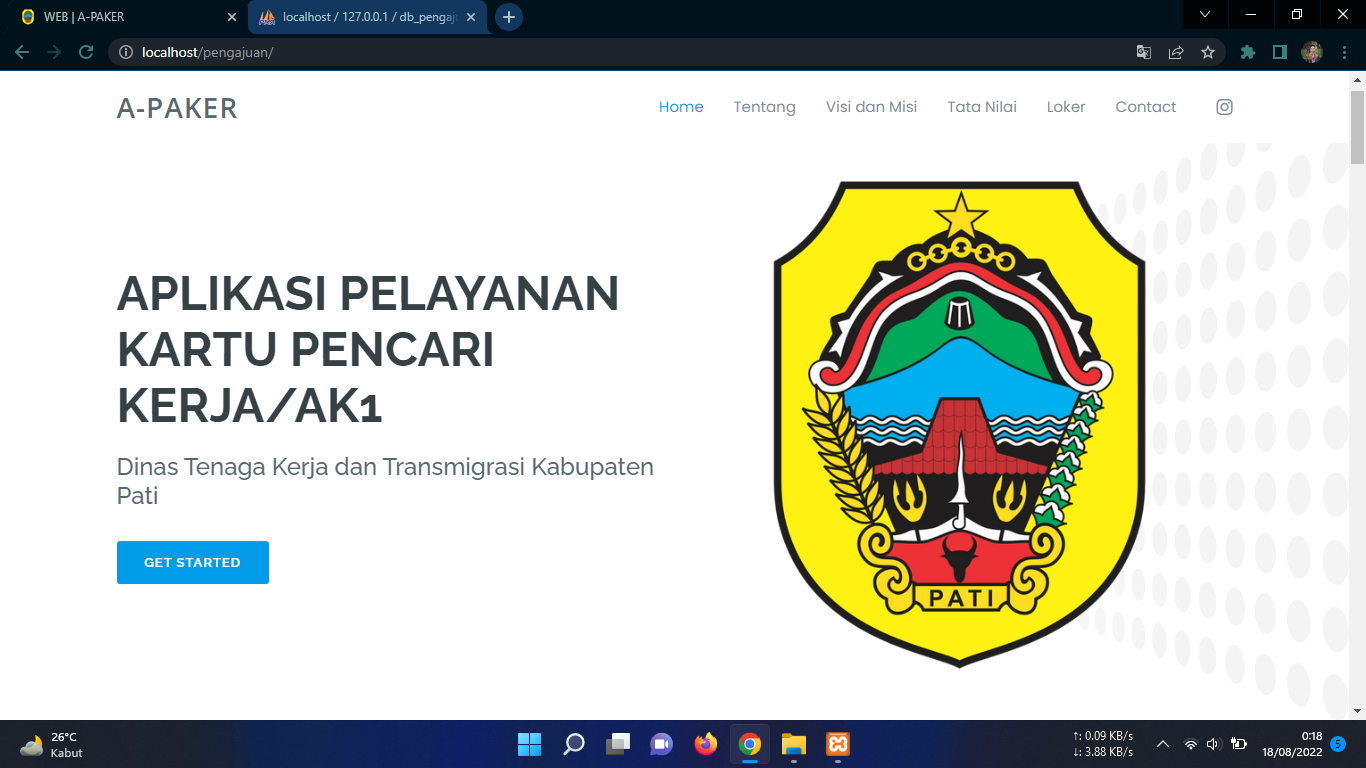 WEB | A-PAKER
localhost / 127.0.0.1 / db_pengaju
localhost/pengajuan/
A-PAKER
Home
Tentang
Visi dan Misi
Tata Nilai
Loker
Contact
APLIKASI PELAYANAN
KARTU PENCARI
KERJA/AK1
Dinas Tenaga Kerja dan Transmigrasi Kabupaten
Pati
GET STARTED
PATI
26°C
Kabut
↑: 0.09 KB/s
↓: 3.88 KB/s
0:18
18/08/2022
5